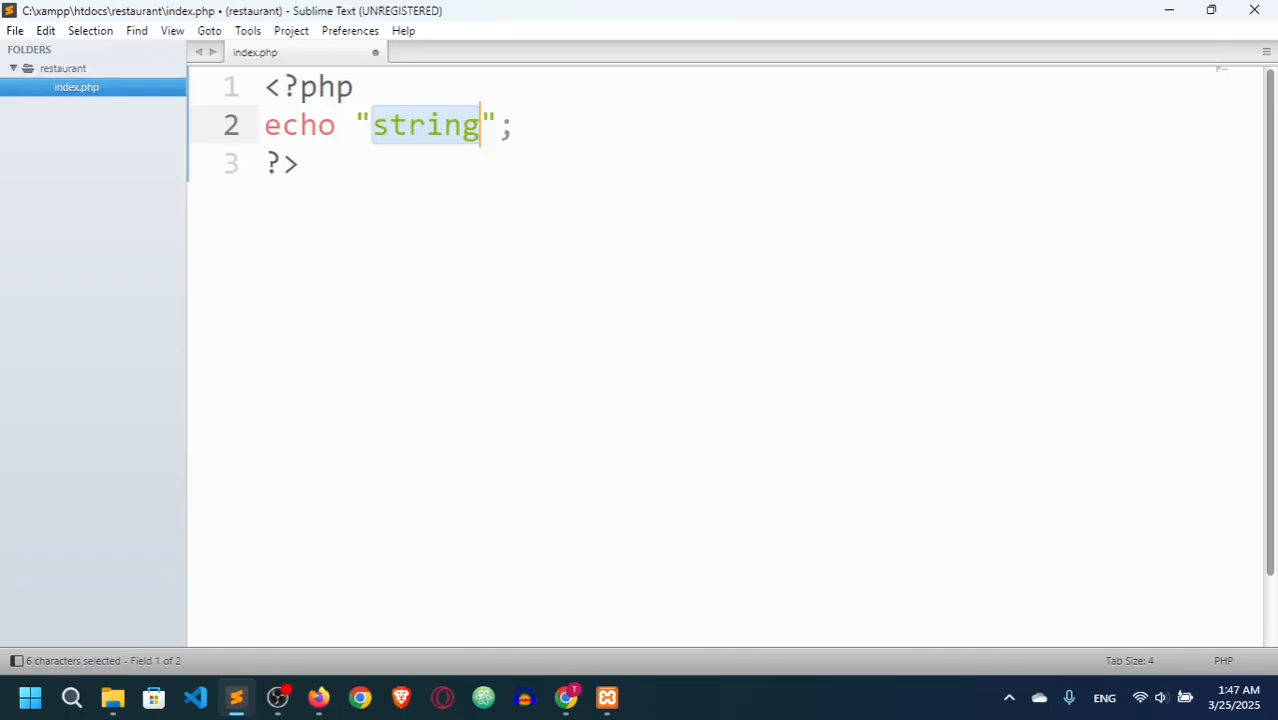 C:\xampp\htdocs\restaurant\index.php • (restaurant) - Sublime Text (UNREGISTERED)
File Edit Selection Find View Goto Tools Project Preferences Help
FOLDERS
restaurant
index.php
index.php
1 <?php
2 echo "string";
3 ?>
6 characters selected - Field 1 of 2
Tab Size: 4
PHP
ENG
1:47 AM
3/25/2025